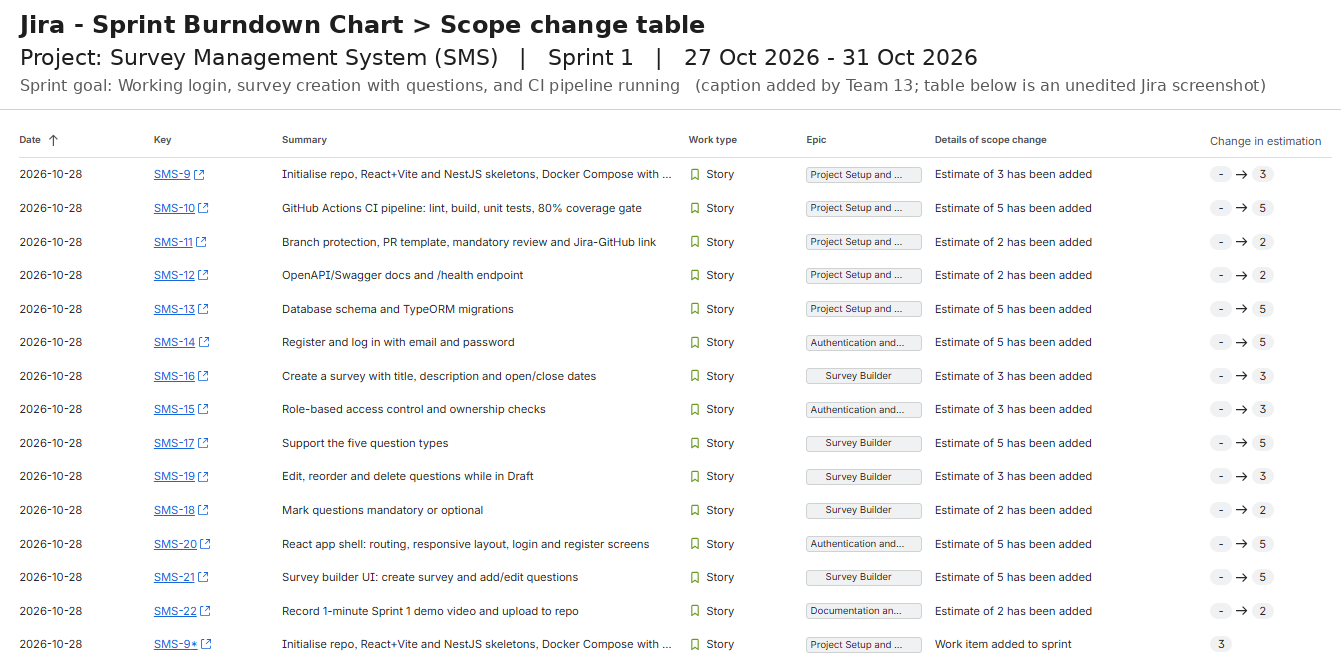 Jira - Sprint Burndown Chart > Scope change table
Project: Survey Management System (SMS) | Sprint 1 | 27 Oct 2026 - 31 Oct 2026
Sprint goal: Working login, survey creation with questions, and CI pipeline running (caption added by Team 13; table below is an unedited Jira screenshot)
Date ↑ Key Summary Work type Epic Details of scope change Change in estimation
2026-10-28 SMS-9 Initialise repo, React+Vite and NestJS skeletons, Docker Compose with ... Story Project Setup and ... Estimate of 3 has been added - → 3
2026-10-28 SMS-10 GitHub Actions CI pipeline: lint, build, unit tests, 80% coverage gate Story Project Setup and ... Estimate of 5 has been added - → 5
2026-10-28 SMS-11 Branch protection, PR template, mandatory review and Jira-GitHub link Story Project Setup and ... Estimate of 2 has been added - → 2
2026-10-28 SMS-12 OpenAPI/Swagger docs and /health endpoint Story Project Setup and ... Estimate of 2 has been added - → 2
2026-10-28 SMS-13 Database schema and TypeORM migrations Story Project Setup and ... Estimate of 5 has been added - → 5
2026-10-28 SMS-14 Register and log in with email and password Story Authentication and... Estimate of 5 has been added - → 5
2026-10-28 SMS-16 Create a survey with title, description and open/close dates Story Survey Builder Estimate of 3 has been added - → 3
2026-10-28 SMS-15 Role-based access control and ownership checks Story Authentication and... Estimate of 3 has been added - → 3
2026-10-28 SMS-17 Support the five question types Story Survey Builder Estimate of 5 has been added - → 5
2026-10-28 SMS-19 Edit, reorder and delete questions while in Draft Story Survey Builder Estimate of 3 has been added - → 3
2026-10-28 SMS-18 Mark questions mandatory or optional Story Survey Builder Estimate of 2 has been added - → 2
2026-10-28 SMS-20 React app shell: routing, responsive layout, login and register screens Story Authentication and... Estimate of 5 has been added - → 5
2026-10-28 SMS-21 Survey builder UI: create survey and add/edit questions Story Survey Builder Estimate of 5 has been added - → 5
2026-10-28 SMS-22 Record 1-minute Sprint 1 demo video and upload to repo Story Documentation an... Estimate of 2 has been added - → 2
2026-10-28 SMS-9* Initialise repo, React+Vite and NestJS skeletons, Docker Compose with ... Story Project Setup and ... Work item added to sprint 3